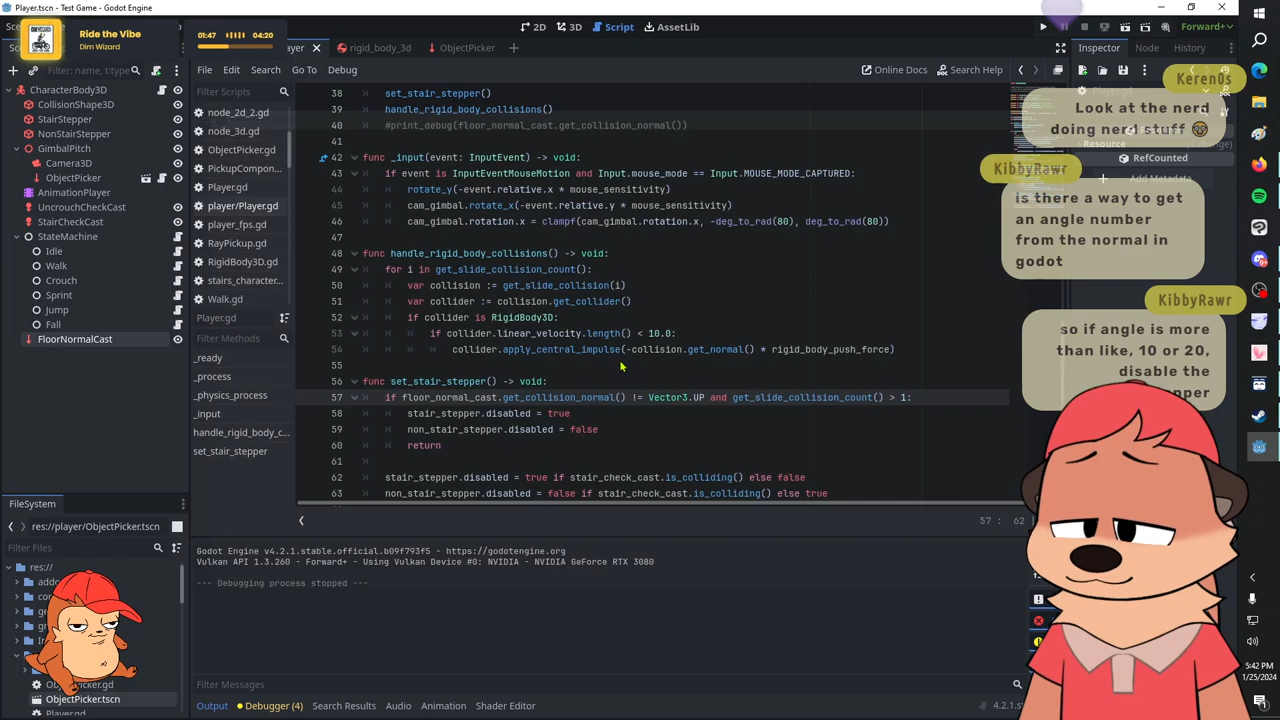 Player.tscn - Test Game - Godot Engine
Ride the Vibe
Dim Wizard
01:47
04:20
2D
3D
Script
AssetLib
Forward+
rigid_body_3d
ObjectPicker
Inspector
Node
History
Filter: name, t:type
File
Edit
Search
Go To
Debug
Online Docs
Search Help
CharacterBody3D
CollisionShape3D
StairStepper
NonStairStepper
GimbalPitch
Camera3D
ObjectPicker
AnimationPlayer
UncrouchCheckCast
StairCheckCast
StateMachine
Idle
Walk
Crouch
Sprint
Jump
Fall
FloorNormalCast
Filter Scripts
node_2d_2.gd
node_3d.gd
ObjectPicker.gd
PickupCompon...
Player.gd
player/Player.gd
player_fps.gd
RayPickup.gd
RigidBody3D.gd
stairs_character...
Walk.gd
Player.gd
Filter Methods
_ready
_process
_physics_process
_input
handle_rigid_body_c...
set_stair_stepper
38 set_stair_stepper()
39 handle_rigid_body_collisions()
40 #print_debug(floor_normal_cast.get_collision_normal())
41
42 func _input(event: InputEvent) -> void:
43 if event is InputEventMouseMotion and Input.mouse_mode == Input.MOUSE_MODE_CAPTURED:
44 rotate_y(-event.relative.x * mouse_sensitivity)
45 cam_gimbal.rotate_x(-event.relative.y * mouse_sensitivity)
46 cam_gimbal.rotation.x = clampf(cam_gimbal.rotation.x, -deg_to_rad(80), deg_to_rad(80))
47
48 func handle_rigid_body_collisions() -> void:
49 for i in get_slide_collision_count():
50 var collision := get_slide_collision(i)
51 var collider := collision.get_collider()
52 if collider is RigidBody3D:
53 if collider.linear_velocity.length() < 10.0:
54 collider.apply_central_impulse(-collision.get_normal() * rigid_body_push_force)
55
56 func set_stair_stepper() -> void:
57 if floor_normal_cast.get_collision_normal() != Vector3.UP and get_slide_collision_count() > 1:
58 stair_stepper.disabled = true
59 non_stair_stepper.disabled = false
60 return
61
62 stair_stepper.disabled = true if stair_check_cast.is_colliding() else false
63 non_stair_stepper.disabled = false if stair_check_cast.is_colliding() else true
57 : 62
RefCounted
Add Metadata
Keren0s
Look at the nerd
doing nerd stuff
KibbyRawr
is there a way to get
an angle number
from the normal in
godot
KibbyRawr
so if angle is more
than like, 10 or 20,
disable the
FileSystem
res://player/ObjectPicker.tscn
Filter Files
res://
ObjectPicker.tscn
Godot Engine v4.2.1.stable.official.b09f793f5 - https://godotengine.org
Vulkan API 1.3.260 - Forward+ - Using Vulkan Device #0: NVIDIA - NVIDIA GeForce RTX 3080
--- Debugging process stopped ---
Filter Messages
Output
Debugger (4)
Search Results
Audio
Animation
Shader Editor
5:42 PM
1/25/2024